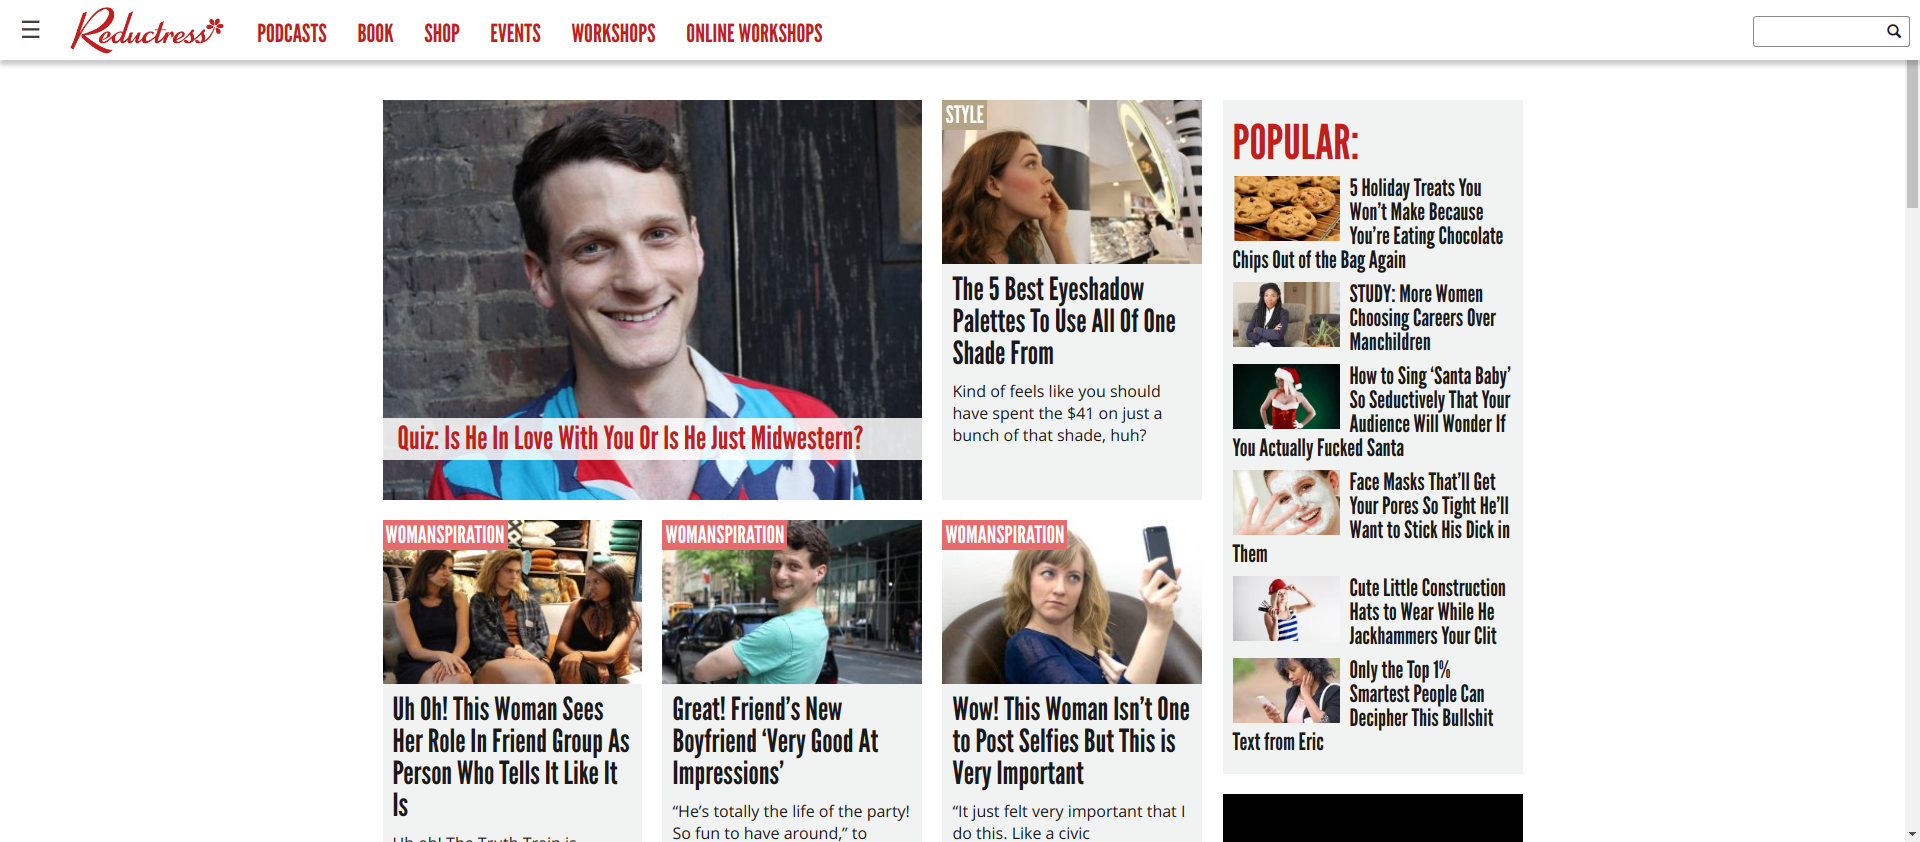 Reductress
PODCASTS
BOOK
SHOP
EVENTS
WORKSHOPS
ONLINE WORKSHOPS
Quiz: Is He In Love With You Or Is He Just Midwestern?
STYLE
The 5 Best Eyeshadow
Palettes To Use All Of One
Shade From
Kind of feels like you should
have spent the $41 on just a
bunch of that shade, huh?
WOMANSPIRATION
Uh Oh! This Woman Sees
Her Role In Friend Group As
Person Who Tells It Like It
Is
Uh oh! The Truth Train is
WOMANSPIRATION
Great! Friend’s New
Boyfriend ‘Very Good At
Impressions’
“He’s totally the life of the party!
So fun to have around,” to
WOMANSPIRATION
Wow! This Woman Isn’t One
to Post Selfies But This is
Very Important
“It just felt very important that I
do this. Like a civic
POPULAR:
5 Holiday Treats You
Won’t Make Because
You’re Eating Chocolate
Chips Out of the Bag Again
STUDY: More Women
Choosing Careers Over
Manchildren
How to Sing ‘Santa Baby’
So Seductively That Your
Audience Will Wonder If
You Actually Fucked Santa
Face Masks That’ll Get
Your Pores So Tight He’ll
Want to Stick His Dick in
Them
Cute Little Construction
Hats to Wear While He
Jackhammers Your Clit
Only the Top 1%
Smartest People Can
Decipher This Bullshit
Text from Eric